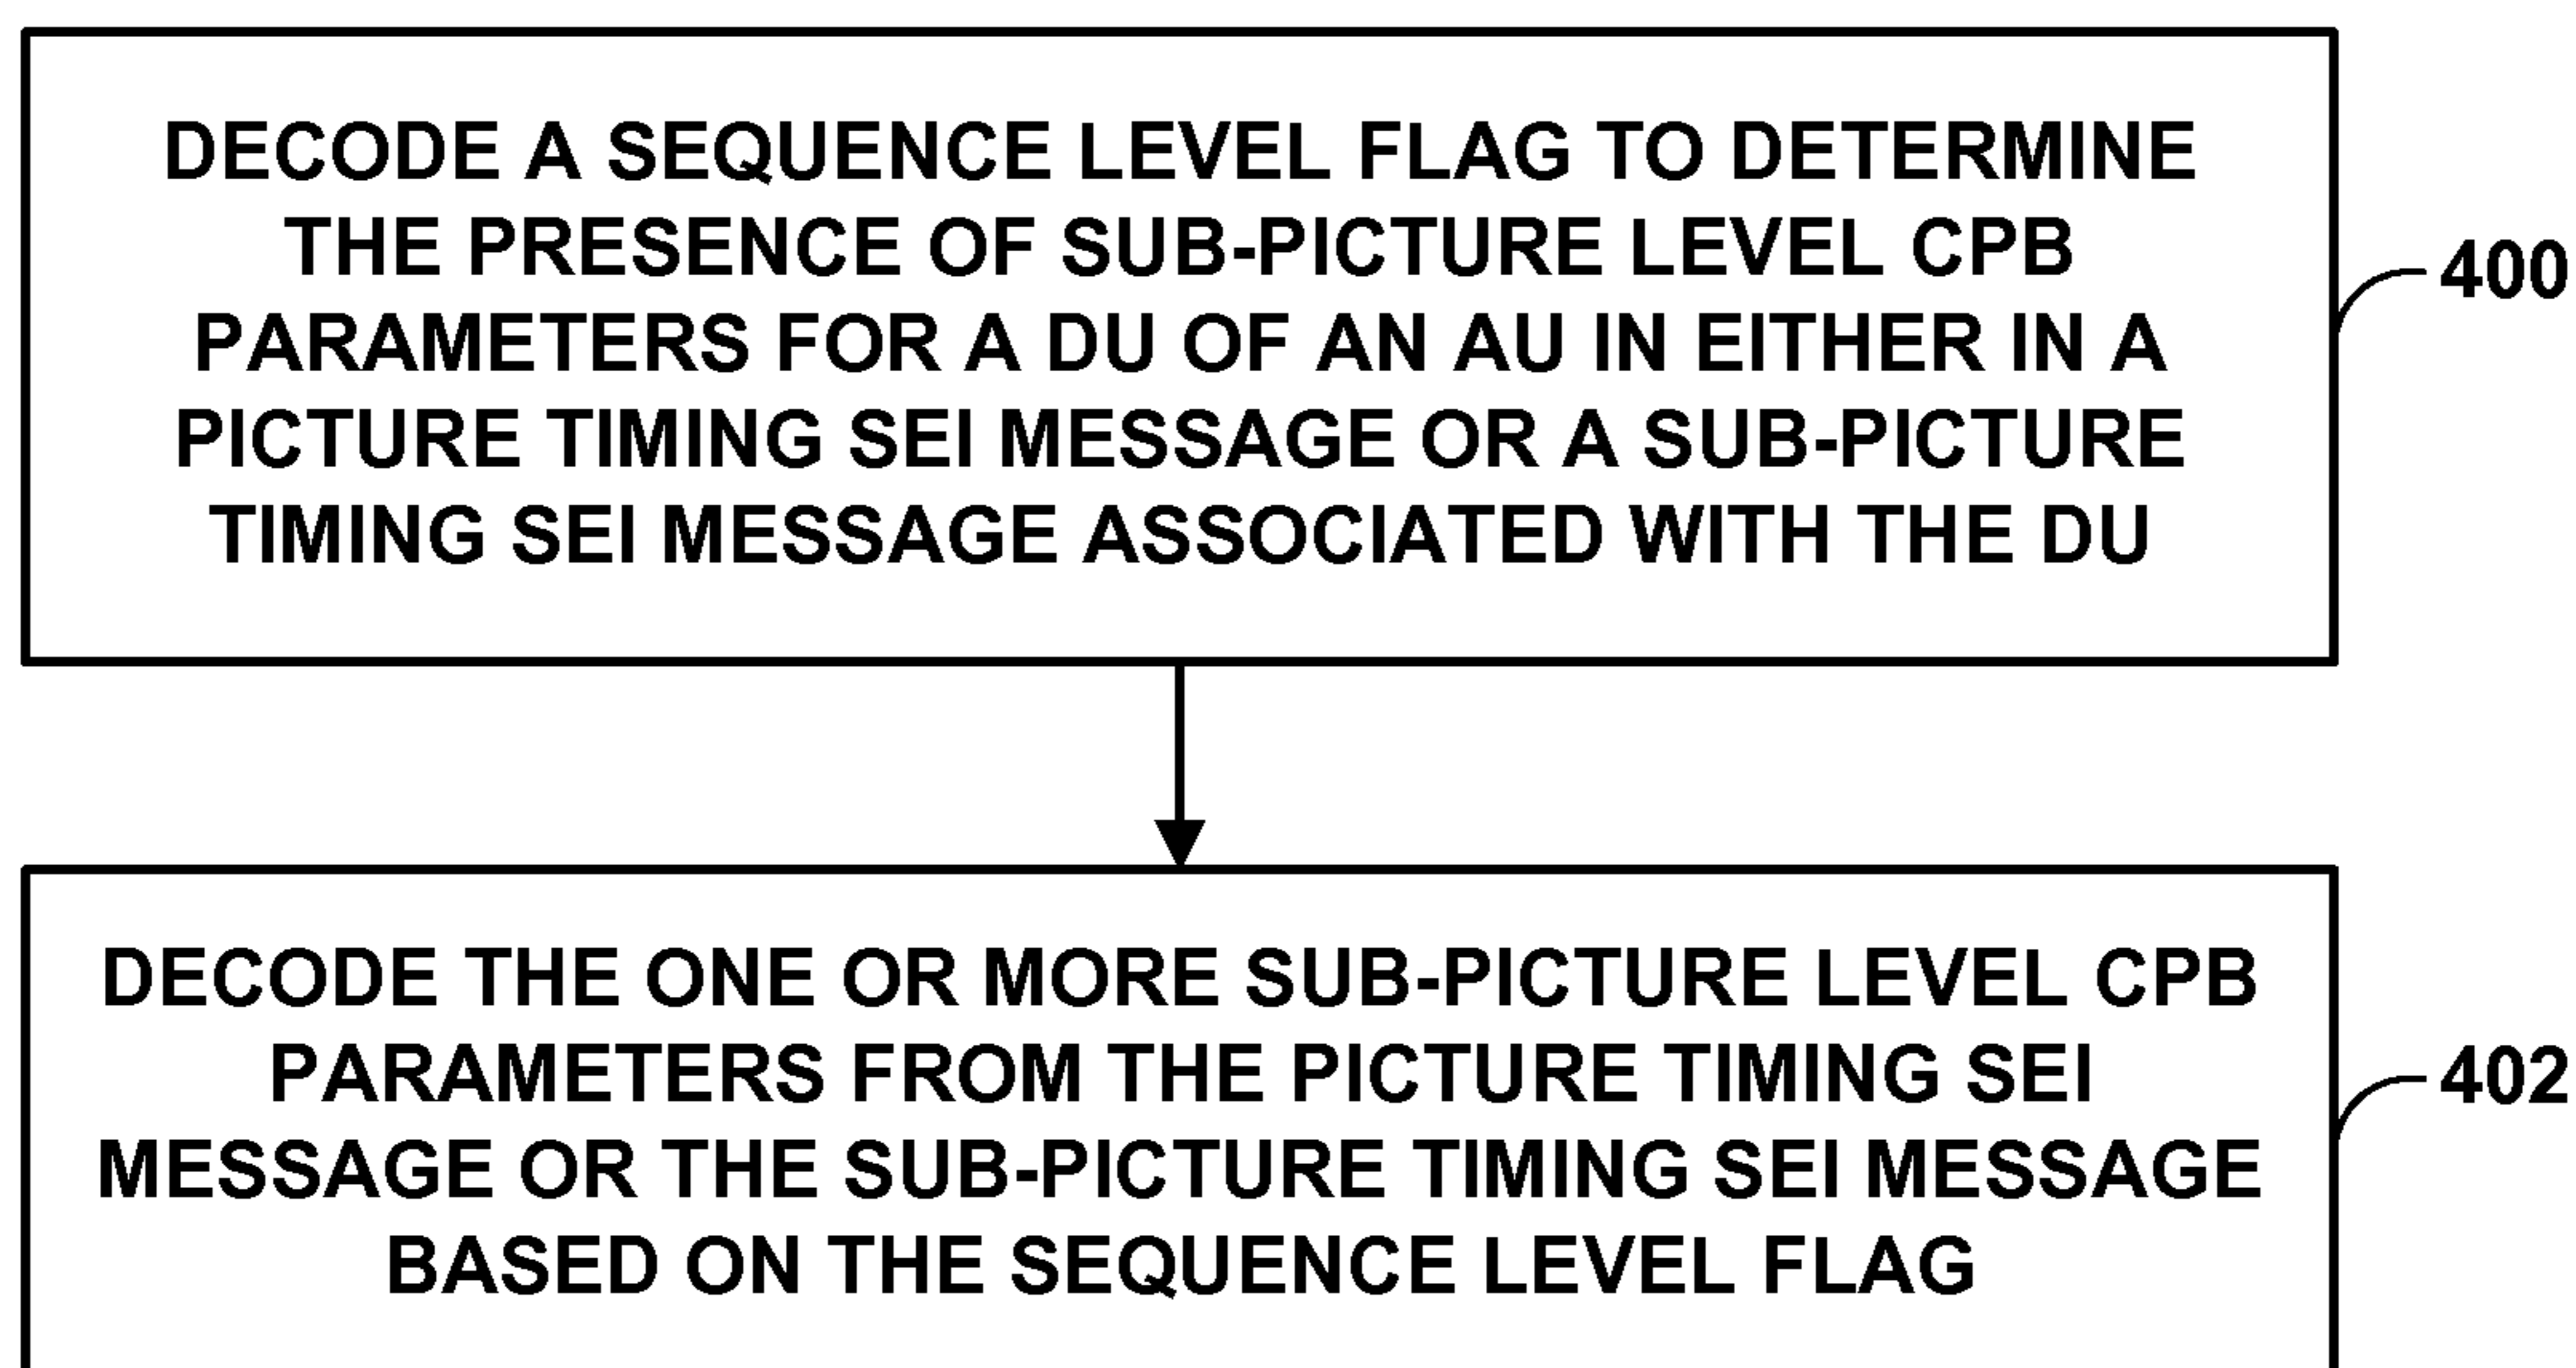 DECODE A SEQUENCE LEVEL FLAG TO DETERMINE
THE PRESENCE OF SUB-PICTURE LEVEL CPB
PARAMETERS FOR A DU OF AN AU IN EITHER IN A
PICTURE TIMING SEI MESSAGE OR A SUB-PICTURE
TIMING SEI MESSAGE ASSOCIATED WITH THE DU
400
DECODE THE ONE OR MORE SUB-PICTURE LEVEL CPB
PARAMETERS FROM THE PICTURE TIMING SEI
MESSAGE OR THE SUB-PICTURE TIMING SEI MESSAGE
BASED ON THE SEQUENCE LEVEL FLAG
402